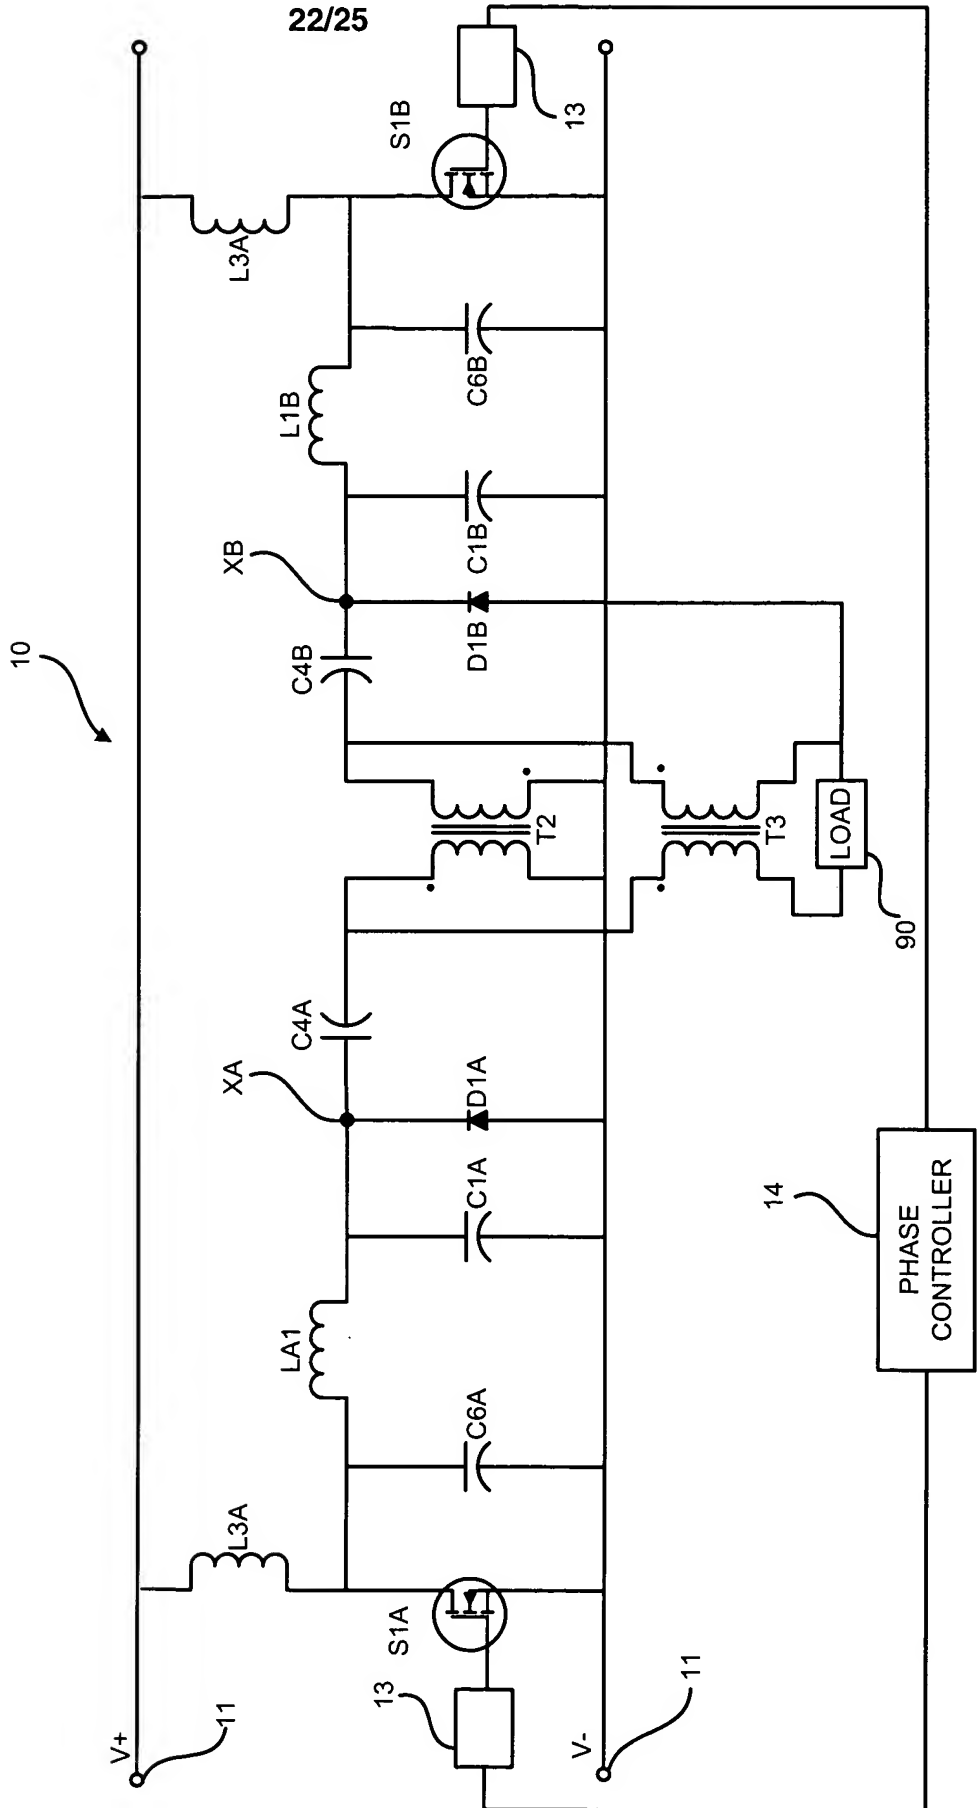 22/25
10
V+
11
L3A
L3A
S1A
13
C6A
LA1
C1A
XA
D1A
C4A
T2
C4B
XB
D1B
C1B
L1B
C6B
S1B
13
V-
11
T3
LOAD
90
14
PHASE
CONTROLLER